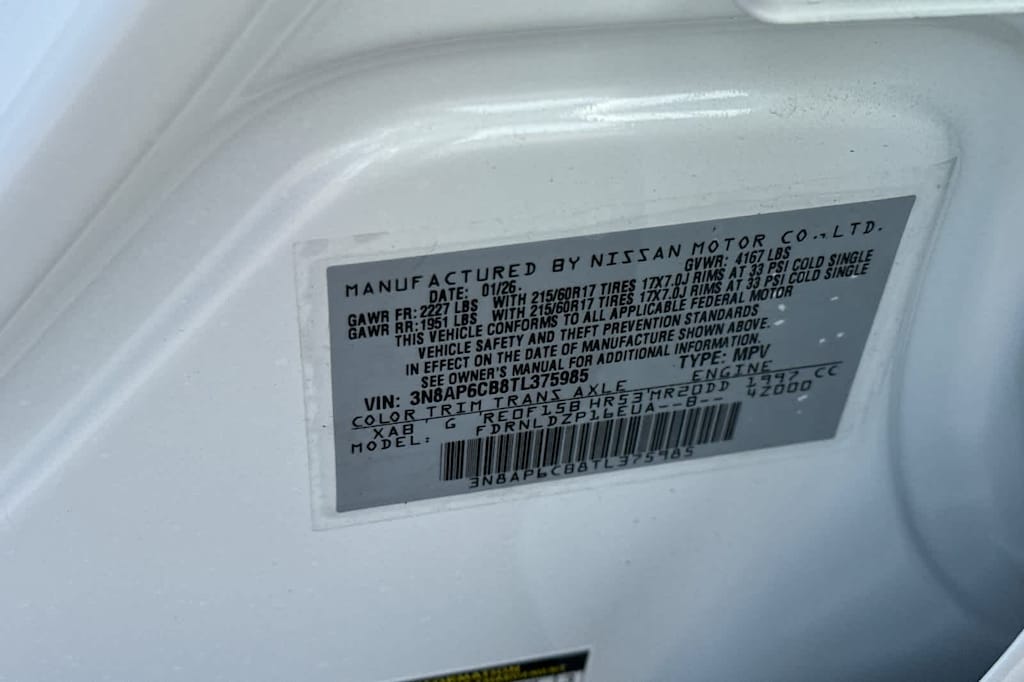 MANUFACTURED BY NISSAN MOTOR CO., LTD.
DATE: 01/26. GVWR: 4167 LBS
GAWR FR: 2227 LBS WITH 215/60R17 TIRES 17X7.0J RIMS AT 33 PSI COLD SINGLE
GAWR RR: 1951 LBS WITH 215/60R17 TIRES 17X7.0J RIMS AT 33 PSI COLD SINGLE
THIS VEHICLE CONFORMS TO ALL APPLICABLE FEDERAL MOTOR
VEHICLE SAFETY AND THEFT PREVENTION STANDARDS
IN EFFECT ON THE DATE OF MANUFACTURE SHOWN ABOVE.
SEE OWNER'S MANUAL FOR ADDITIONAL INFORMATION.
VIN: 3N8AP6CB8TL375985 TYPE: MPV
COLOR TRIM TRANS AXLE ENGINE
XAB G RE0F15B HR53 MR20DD 1997 CC
MODEL: FDRNLDZP16EUA--B-- 4Z000
3N8AP6CB8TL375985